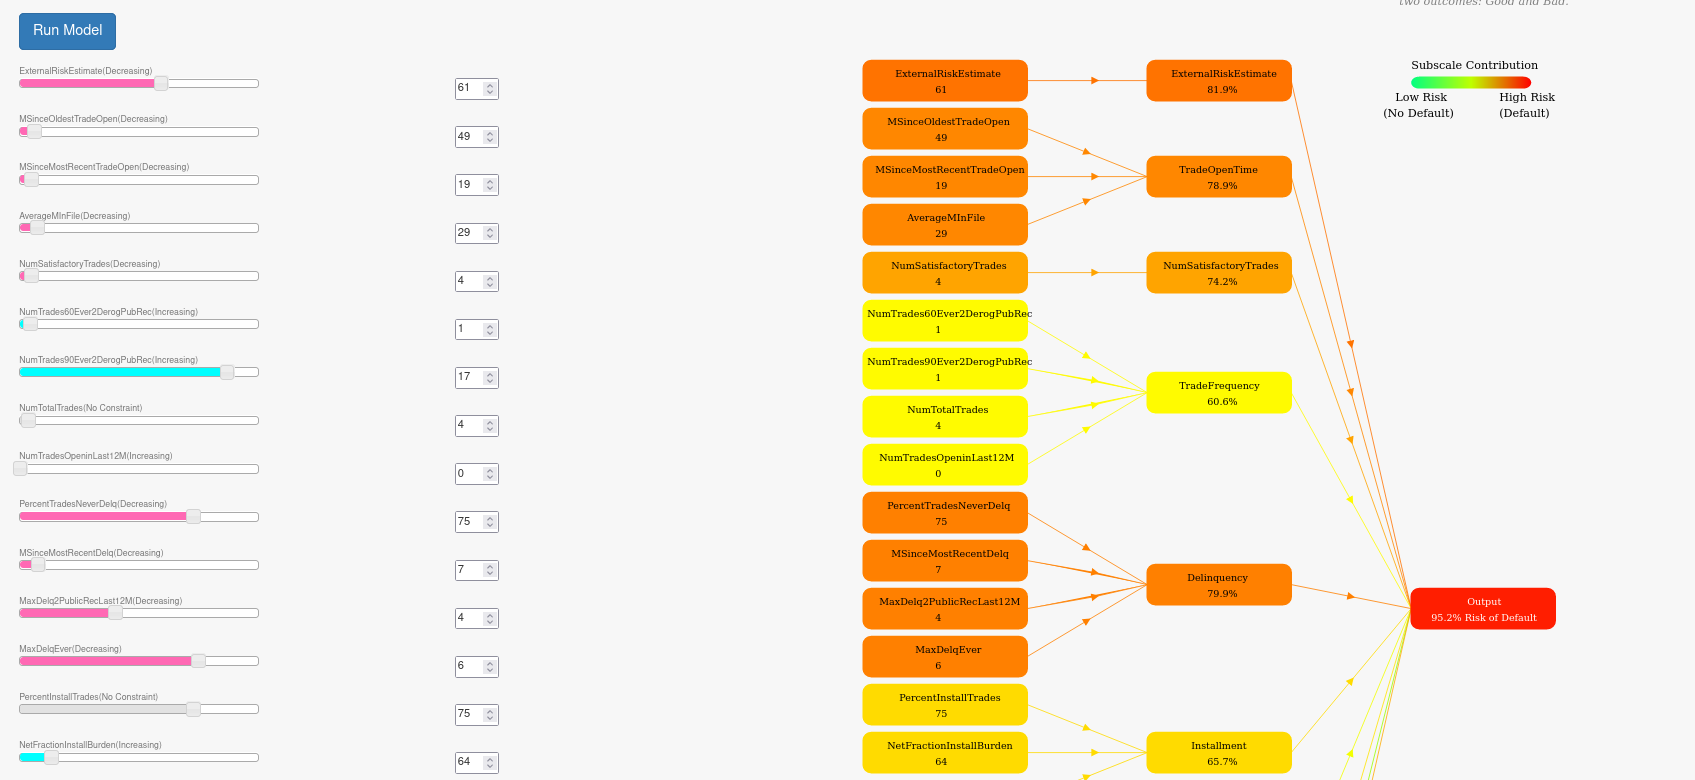 two outcomes: Good and Bad.
Run Model
ExternalRiskEstimate(Decreasing)
61
MSinceOldestTradeOpen(Decreasing)
49
MSinceMostRecentTradeOpen(Decreasing)
19
AverageMInFile(Decreasing)
29
NumSatisfactoryTrades(Decreasing)
4
NumTrades60Ever2DerogPubRec(Increasing)
1
NumTrades90Ever2DerogPubRec(Increasing)
17
NumTotalTrades(No Constraint)
4
NumTradesOpeninLast12M(Increasing)
0
PercentTradesNeverDelq(Decreasing)
75
MSinceMostRecentDelq(Decreasing)
7
MaxDelq2PublicRecLast12M(Decreasing)
4
MaxDelqEver(Decreasing)
6
PercentInstallTrades(No Constraint)
75
NetFractionInstallBurden(Increasing)
64
ExternalRiskEstimate
61
MSinceOldestTradeOpen
49
MSinceMostRecentTradeOpen
19
AverageMInFile
29
NumSatisfactoryTrades
4
NumTrades60Ever2DerogPubRec
1
NumTrades90Ever2DerogPubRec
1
NumTotalTrades
4
NumTradesOpeninLast12M
0
PercentTradesNeverDelq
75
MSinceMostRecentDelq
7
MaxDelq2PublicRecLast12M
4
MaxDelqEver
6
PercentInstallTrades
75
NetFractionInstallBurden
64
ExternalRiskEstimate
81.9%
TradeOpenTime
78.9%
NumSatisfactoryTrades
74.2%
TradeFrequency
60.6%
Delinquency
79.9%
Installment
65.7%
Subscale Contribution
Low Risk
(No Default)
High Risk
(Default)
Output
95.2% Risk of Default